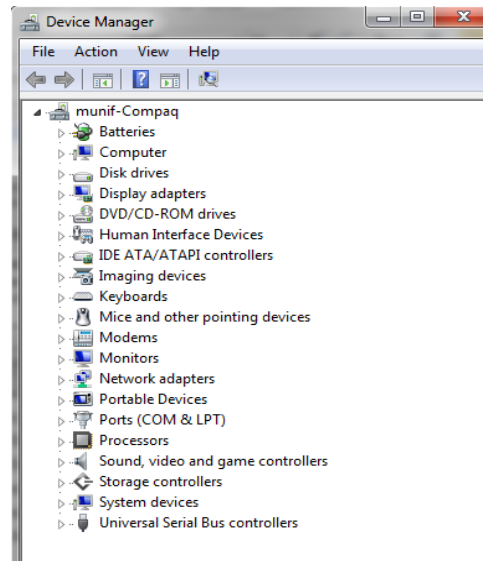 Device Manager
File Action View Help
munif-Compaq
Batteries
Computer
Disk drives
Display adapters
DVD/CD-ROM drives
Human Interface Devices
IDE ATA/ATAPI controllers
Imaging devices
Keyboards
Mice and other pointing devices
Modems
Monitors
Network adapters
Portable Devices
Ports (COM & LPT)
Processors
Sound, video and game controllers
Storage controllers
System devices
Universal Serial Bus controllers